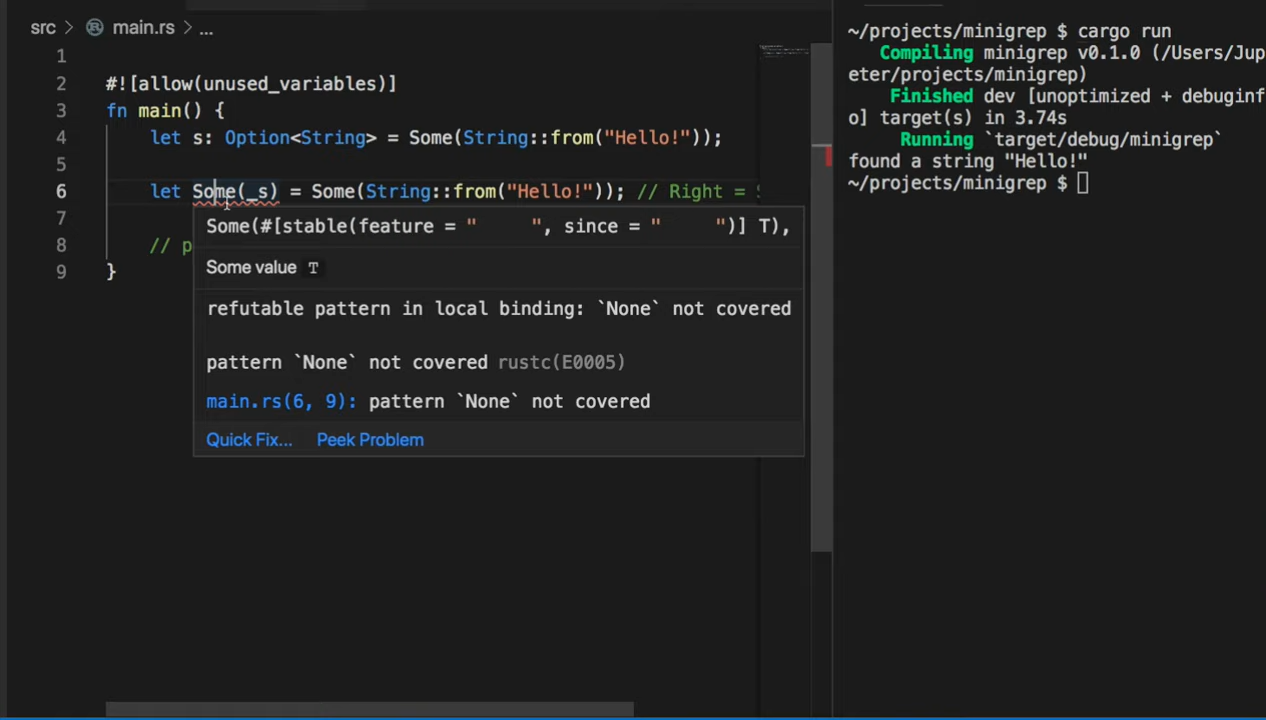 src > main.rs > ...
1
2 #![allow(unused_variables)]
3 fn main() {
4 let s: Option<String> = Some(String::from("Hello!"));
5
6 let Some(_s) = Some(String::from("Hello!")); // Right =
7
8 // p
9 }
Some(#[stable(feature = " ", since = " ")] T),
Some value T
refutable pattern in local binding: `None` not covered
pattern `None` not covered rustc(E0005)
main.rs(6, 9): pattern `None` not covered
Quick Fix... Peek Problem
~/projects/minigrep $ cargo run
Compiling minigrep v0.1.0 (/Users/Jup
eter/projects/minigrep)
Finished dev [unoptimized + debuginf
o] target(s) in 3.74s
Running `target/debug/minigrep`
found a string "Hello!"
~/projects/minigrep $